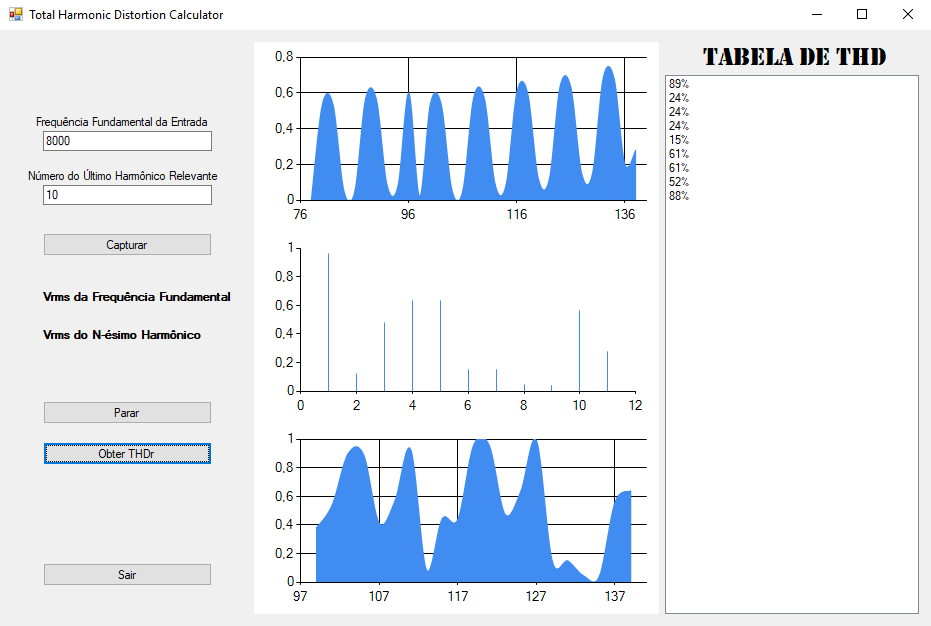 Total Harmonic Distortion Calculator
Frequência Fundamental da Entrada
8000
Número do Último Harmônico Relevante
10
Capturar
Vrms da Frequência Fundamental
Vrms do N-ésimo Harmônico
Parar
Obter THDr
Sair
0,8
0,6
0,4
0,2
0
76 96 116 136
1
0,8
0,6
0,4
0,2
0
0 2 4 6 8 10 12
1
0,8
0,6
0,4
0,2
0
97 107 117 127 137
TABELA DE THD
89%
24%
24%
24%
15%
61%
61%
52%
88%